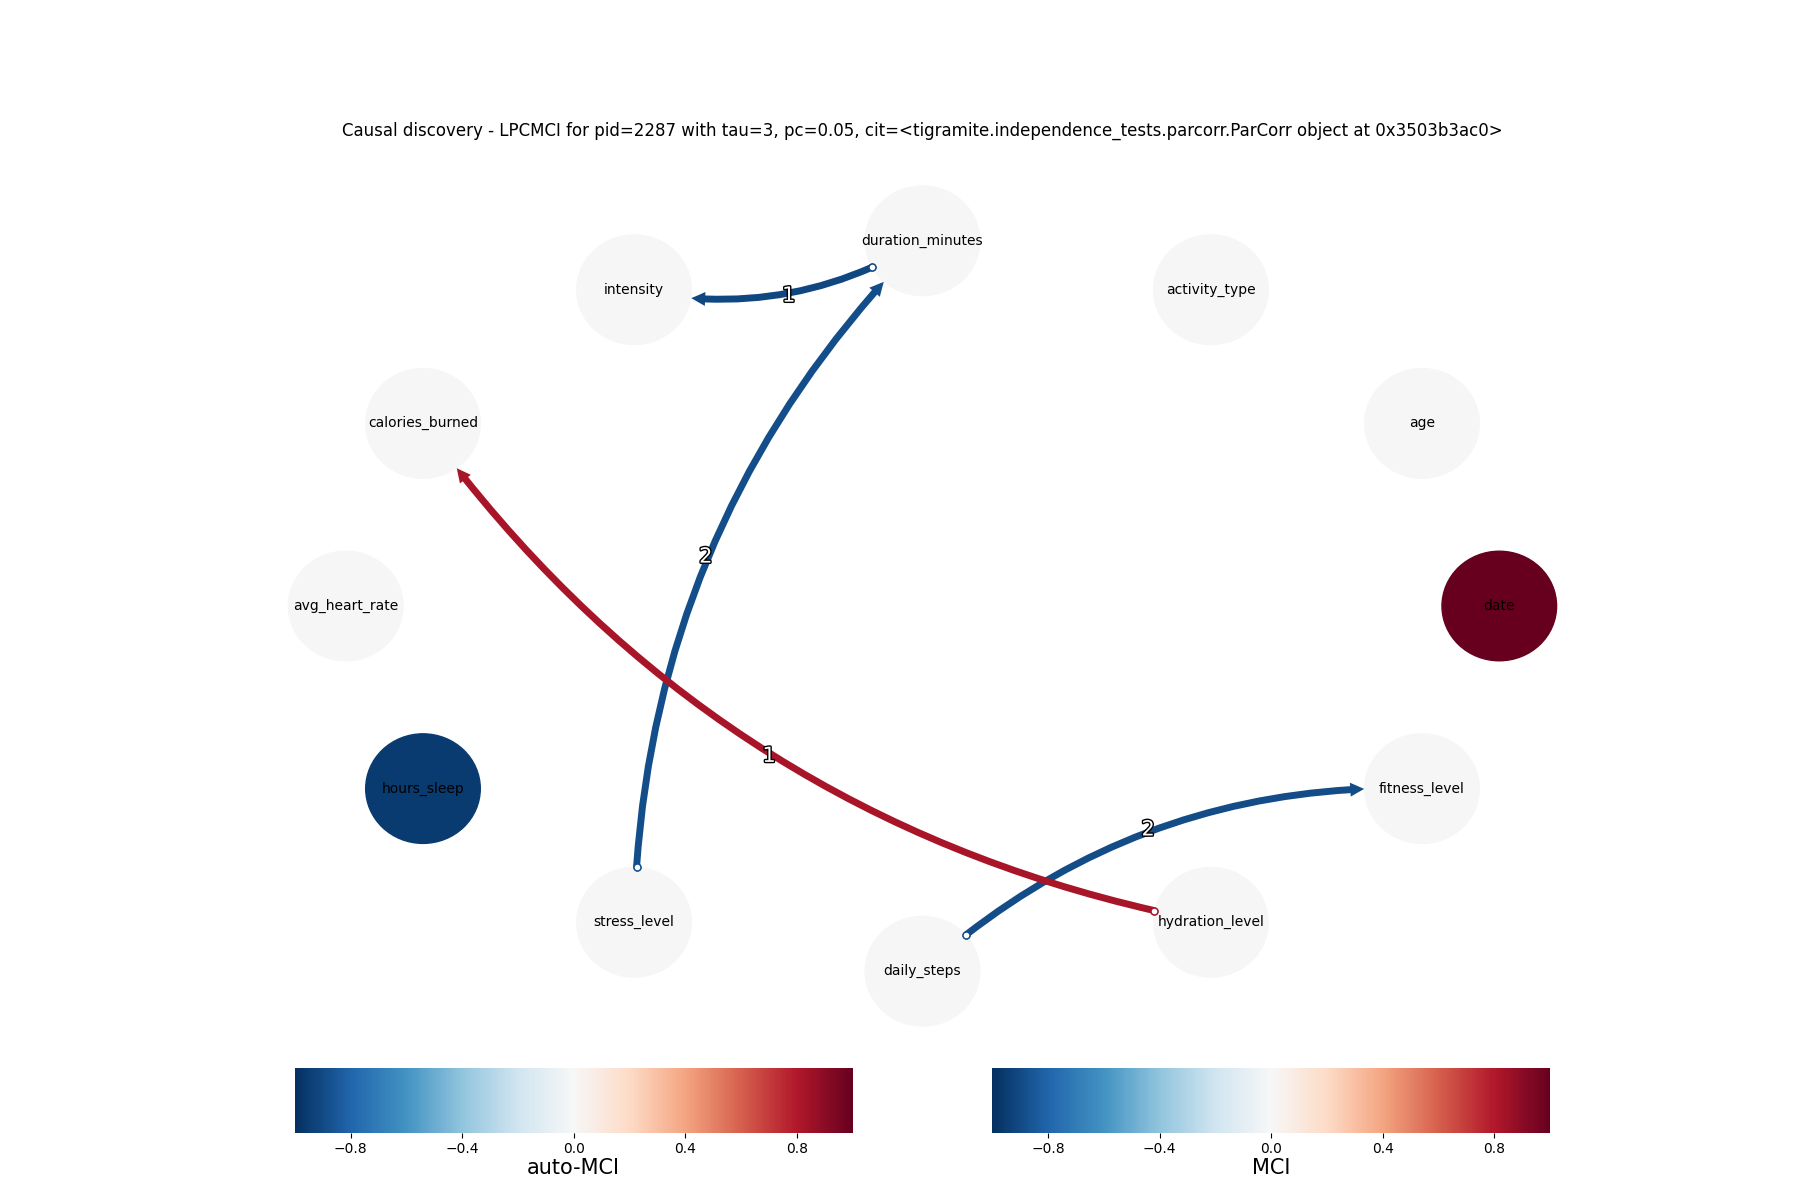 Causal discovery - LPCMCI for pid=2287 with tau=3, pc=0.05, cit=<tigramite.independence_tests.parcorr.ParCorr object at 0x3503b3ac0>
duration_minutes
intensity
activity_type
1
calories_burned
age
2
avg_heart_rate
date
1
hours_sleep
fitness_level
2
stress_level
hydration_level
daily_steps
−0.8 −0.4 0.0 0.4 0.8
auto-MCI
−0.8 −0.4 0.0 0.4 0.8
MCI